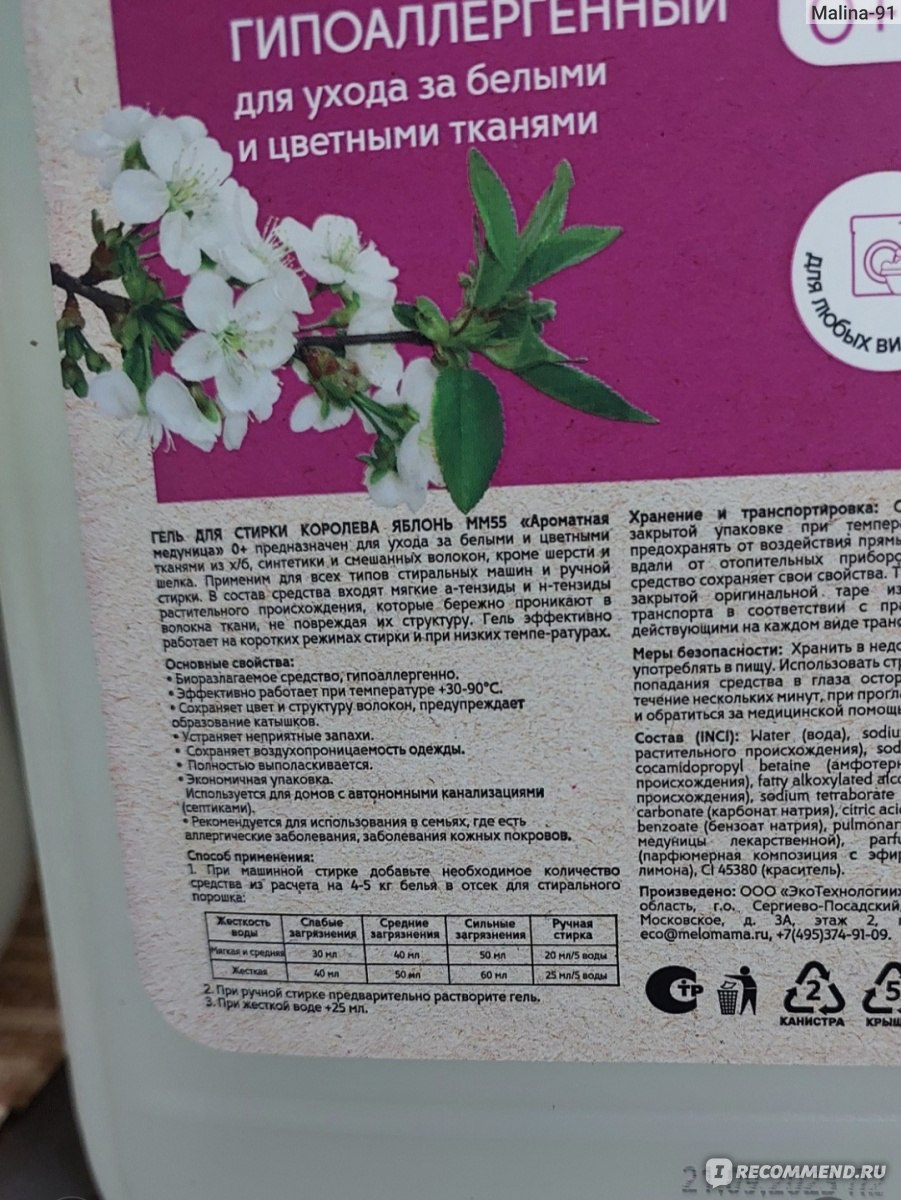 Malina-91
ГИПОАЛЛЕРГЕННЫЙ
для ухода за белыми
и цветными тканями
0+
ДЛЯ ЛЮБЫХ ВИ
ГЕЛЬ ДЛЯ СТИРКИ КОРОЛЕВА ЯБЛОНЬ ММ55 «Ароматная
медуница» 0+ предназначен для ухода за белыми и цветными
тканями из х/б, синтетики и смешанных волокон, кроме шерсти и
шелка. Применим для всех типов стиральных машин и ручной
стирки. В состав средства входят мягкие а-тензиды и н-тензиды
растительного происхождения, которые бережно проникают в
волокна ткани, не повреждая их структуру. Гель эффективно
работает на коротких режимах стирки и при низких темпе-ратурах.
Основные свойства:
• Биоразлагаемое средство, гипоаллергенно.
• Эффективно работает при температуре +30-90°С.
• Сохраняет цвет и структуру волокон, предупреждает
образование катышков.
• Устраняет неприятные запахи.
• Сохраняет воздухопроницаемость одежды.
• Полностью выполаскивается.
• Экономичная упаковка.
Используется для домов с автономными канализациями
(септиками).
• Рекомендуется для использования в семьях, где есть
аллергические заболевания, заболевания кожных покровов.
Способ применения:
1. При машинной стирке добавьте необходимое количество
средства из расчета на 4-5 кг белья в отсек для стирального
порошка:
Жесткость воды Слабые загрязнения Средние загрязнения Сильные загрязнения Ручная стирка
Мягкая и средняя 30 мл 40 мл 50 мл 20 мл/5 воды
Жесткая 40 мл 50 мл 60 мл 25 мл/5 воды
2. При ручной стирке предварительно растворите гель.
3. При жесткой воде +25 мл.
Хранение и транспортировка:
закрытой упаковке при темпера
предохранять от воздействия прямы
вдали от отопительных приборо
средство сохраняет свои свойства. Т
закрытой оригинальной таре из
транспорта в соответствии с пра
действующими на каждом виде транс
Меры безопасности: Хранить в недо
употреблять в пищу. Использовать стр
попадания средства в глаза остор
течение нескольких минут, при прогла
и обратиться за медицинской помощь
Состав (INCI): Water (вода), sodiu
растительного происхождения), sod
cocamidopropyl betaine (амфотерн
происхождения), fatty alkoxylated alco
происхождения), sodium tetraborate
carbonate (карбонат натрия), citric acid
benzoate (бензоат натрия), pulmonar
медуницы лекарственной), parfu
(парфюмерная композиция с эфир
лимона), CI 45380 (краситель).
Произведено: ООО «ЭкоТехнологии»
область, г.о. Сергиево-Посадский,
Московское, д. 3А, этаж 2,
eco@melomama.ru, +7(495)374-91-09.
СТР
2
5
КАНИСТРА
КРЫШ
IRECOMMEND.RU